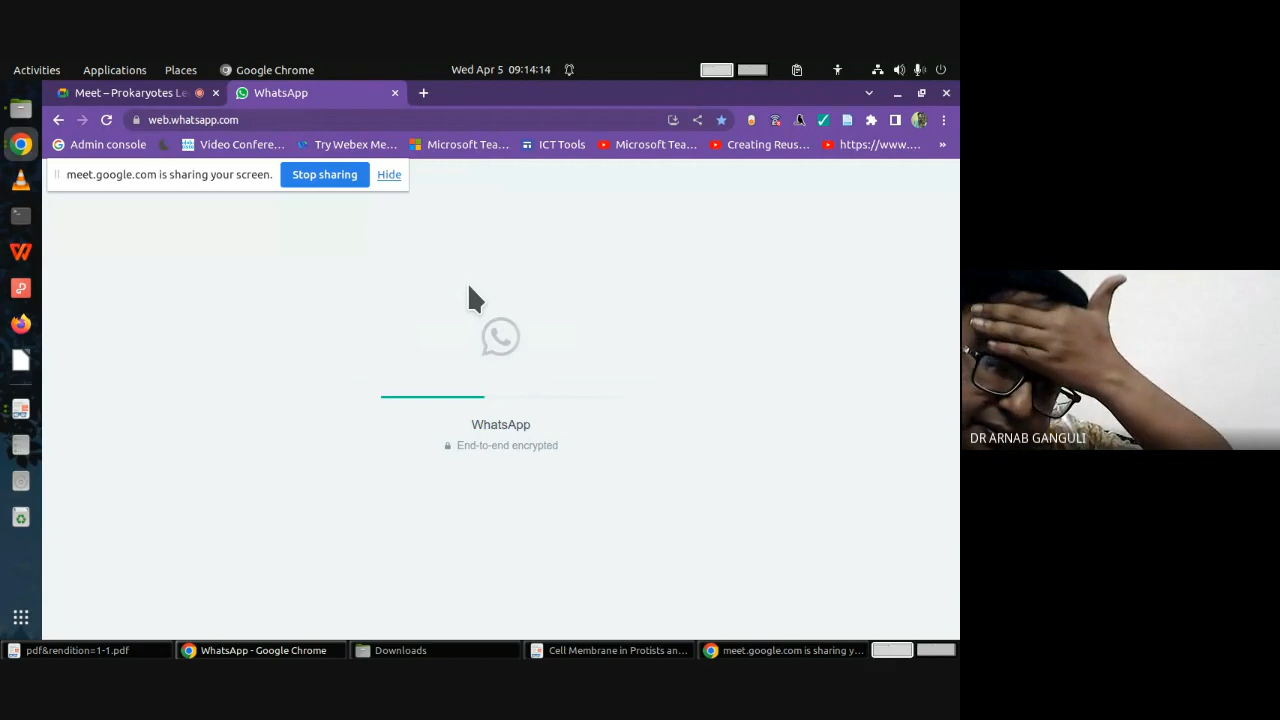 Activities Applications Places Google Chrome Wed Apr 5 09:14:14
Meet – Prokaryotes Le WhatsApp
web.whatsapp.com
Admin console Video Confere... Try Webex Me... Microsoft Tea... ICT Tools Microsoft Tea... Creating Reus... https://www.... »
meet.google.com is sharing your screen. Stop sharing Hide
WhatsApp
End-to-end encrypted
DR ARNAB GANGULI
pdf&rendition=1-1.pdf WhatsApp - Google Chrome Downloads Cell Membrane in Protists an... meet.google.com is sharing y...